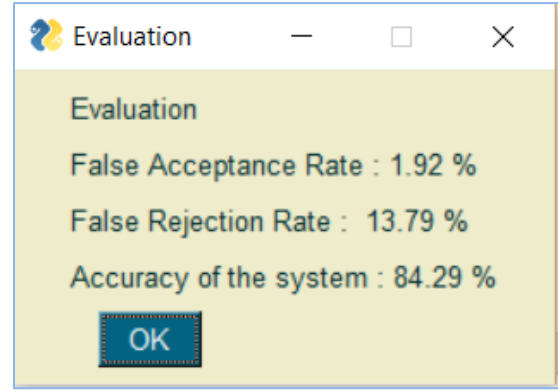 Evaluation
Evaluation
False Acceptance Rate : 1.92 %
False Rejection Rate :  13.79 %
Accuracy of the system : 84.29 %
OK